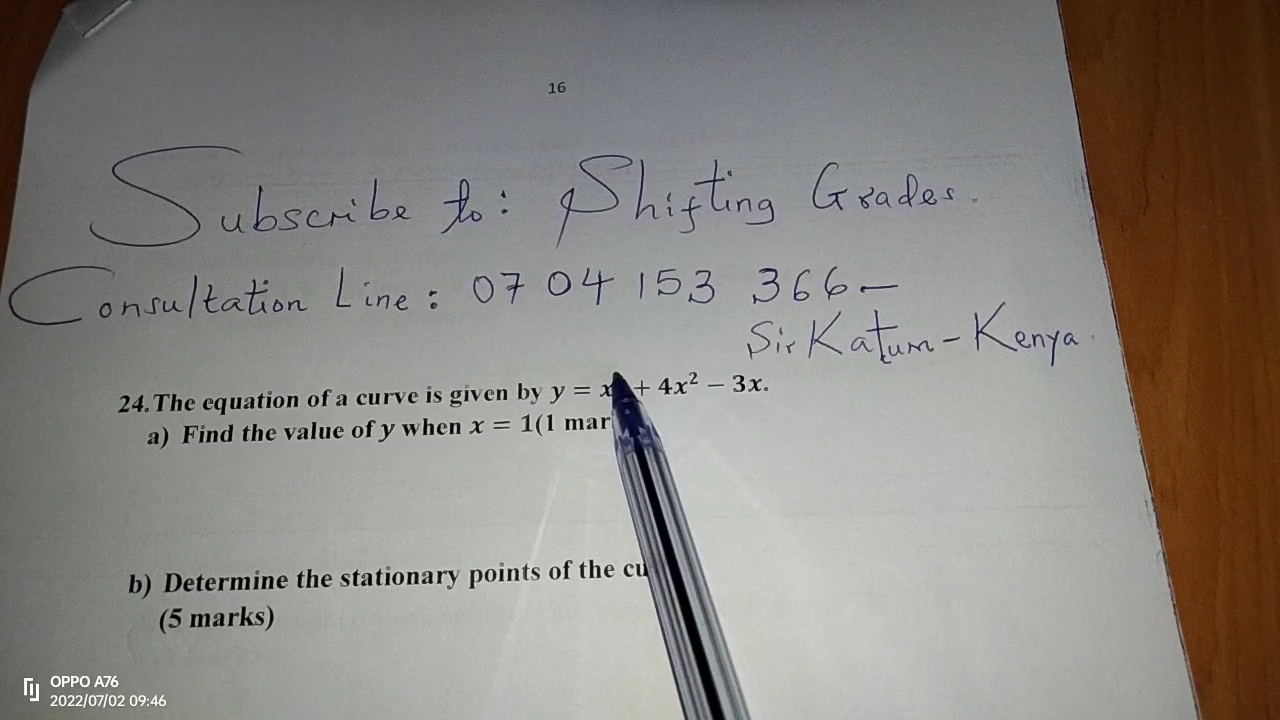 16
Subscribe to: Shifting Grades.
Consultation Line: 0704 153 366 –
Sir Katum - Kenya.
24. The equation of a curve is given by y = x + 4x² − 3x.
a) Find the value of y when x = 1(1 mar
b) Determine the stationary points of the cu
(5 marks)
OPPO A76
2022/07/02 09:46